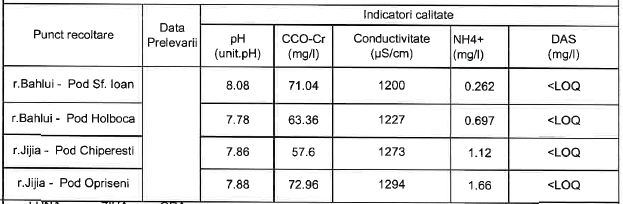 Punct recoltare | Data Prelevarii | Indicatori calitate
pH (unit.pH) | CCO-Cr (mg/l) | Conductivitate (µS/cm) | NH4+ (mg/l) | DAS (mg/l)
r.Bahlui - Pod Sf. Ioan | 8.08 | 71.04 | 1200 | 0.262 | <LOQ
r.Bahlui - Pod Holboca | 7.78 | 63.36 | 1227 | 0.697 | <LOQ
r.Jijia - Pod Chiperesti | 7.86 | 57.6 | 1273 | 1.12 | <LOQ
r.Jijia - Pod Opriseni | 7.88 | 72.96 | 1294 | 1.66 | <LOQ